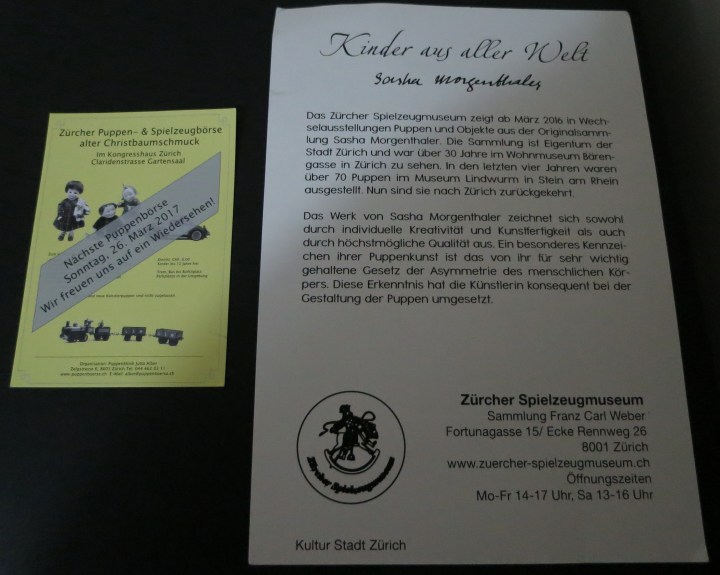 Zürcher Puppen- & Spielzeugbörse
alter Christbaumschmuck
Im Kongresshaus Zürich
Claridenstrasse Gartensaal
Nächste Puppenbörse
Sonntag, 26. März 2017
Wir freuen uns auf ein Wiedersehen!
Kinder aus aller Welt
Sasha Morgenthaler
Das Zürcher Spielzeugmuseum zeigt ab März 2016 in Wech-
selausstellungen Puppen und Objekte aus der Originalsamm-
lung Sasha Morgenthaler. Die Sammlung ist Eigentum der
Stadt Zürich und war über 30 Jahre im Wohnmuseum Bären-
gasse in Zürich zu sehen. In den letzten vier Jahren waren
über 70 Puppen im Museum Lindwurm in Stein am Rhein
ausgestellt. Nun sind sie nach Zürich zurückgekehrt.
Das Werk von Sasha Morgenthaler zeichnet sich sowohl
durch individuelle Kreativität und Kunstfertigkeit als auch
durch höchstmögliche Qualität aus. Ein besonderes Kennzei-
chen ihrer Puppenkunst ist das von ihr für sehr wichtig
gehaltene Gesetz der Asymmetrie des menschlichen Kör-
pers. Diese Erkenntnis hat die Künstlerin konsequent bei der
Gestaltung der Puppen umgesetzt.
Zürcher Spielzeugmuseum
Zürcher Spielzeugmuseum
Sammlung Franz Carl Weber
Fortunagasse 15/ Ecke Rennweg 26
8001 Zürich
www.zuercher-spielzeugmuseum.ch
Öffnungszeiten
Mo-Fr 14-17 Uhr, Sa 13-16 Uhr
Kultur Stadt Zürich